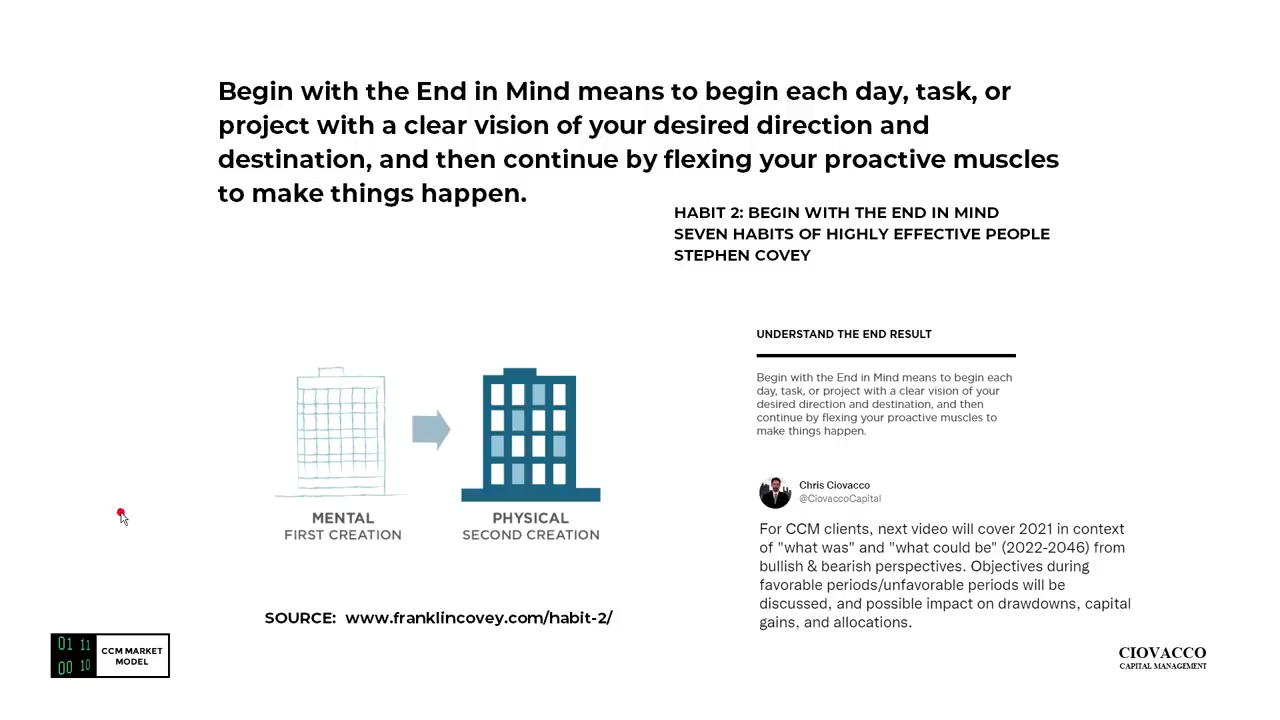 Begin with the End in Mind means to begin each day, task, or
project with a clear vision of your desired direction and
destination, and then continue by flexing your proactive muscles
to make things happen.
HABIT 2: BEGIN WITH THE END IN MIND
SEVEN HABITS OF HIGHLY EFFECTIVE PEOPLE
STEPHEN COVEY
UNDERSTAND THE END RESULT
Begin with the End in Mind means to begin each
day, task, or project with a clear vision of your
desired direction and destination, and then
continue by flexing your proactive muscles to
make things happen.
MENTAL
FIRST CREATION
PHYSICAL
SECOND CREATION
Chris Ciovacco
@CiovaccoCapital
For CCM clients, next video will cover 2021 in context
of "what was" and "what could be" (2022-2046) from
bullish & bearish perspectives. Objectives during
favorable periods/unfavorable periods will be
discussed, and possible impact on drawdowns, capital
gains, and allocations.
SOURCE: www.franklincovey.com/habit-2/
01 11
00 10
CCM MARKET
MODEL
CIOVACCO
CAPITAL MANAGEMENT